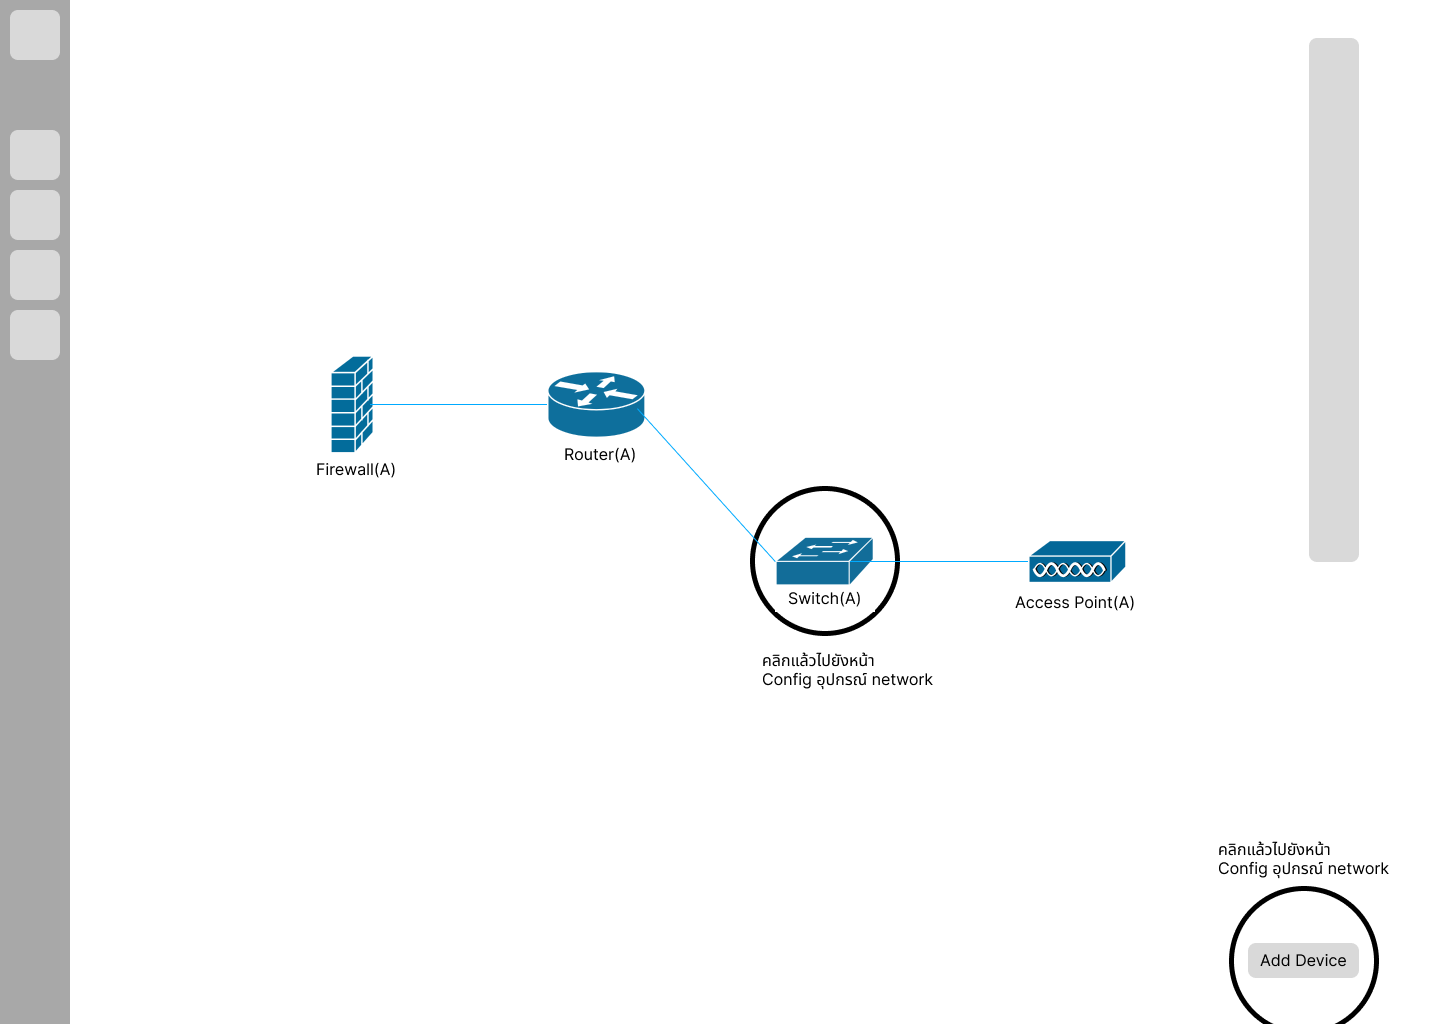 Router(A)
Firewall(A)
Switch(A)
Access Point(A)
คลิกแล้วไปยังหน้า
Config อุปกรณ์ network
คลิกแล้วไปยังหน้า
Config อุปกรณ์ network
Add Device